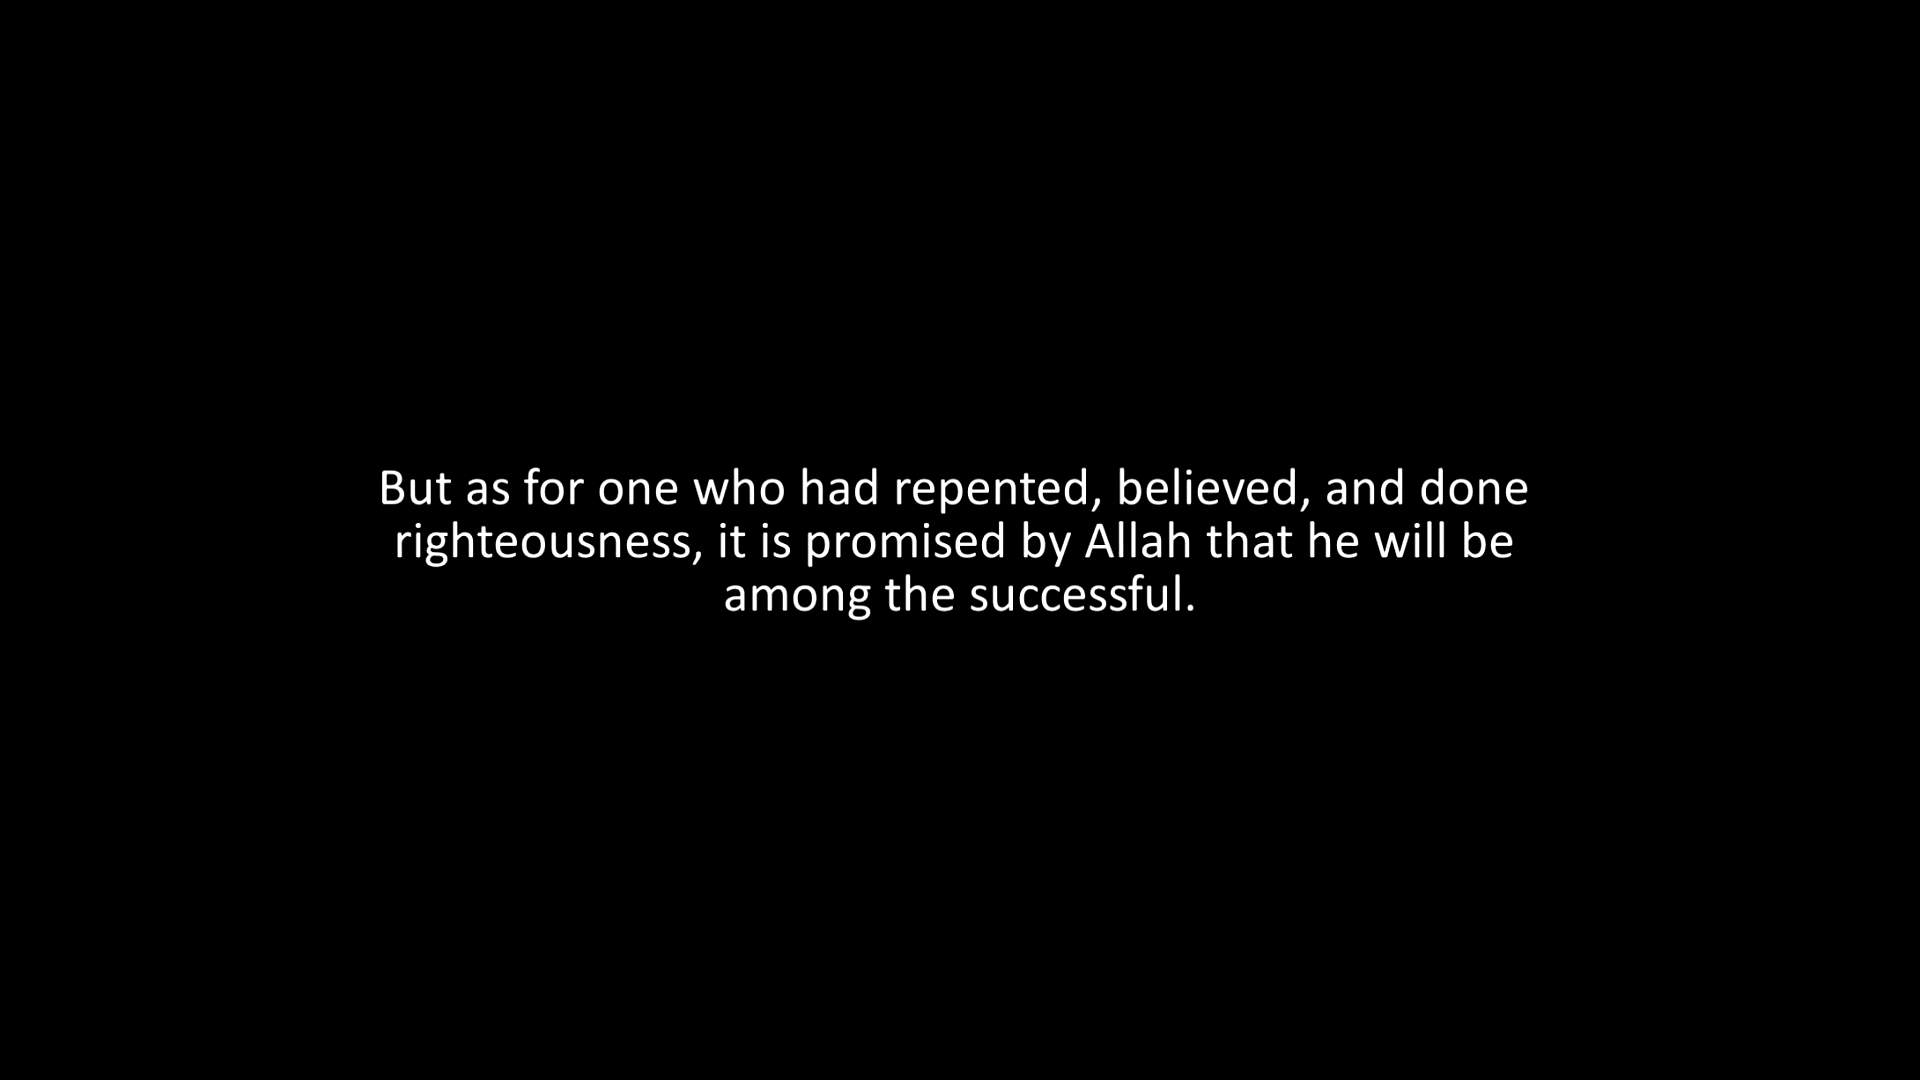 But as for one who had repented, believed, and done
righteousness, it is promised by Allah that he will be
among the successful.